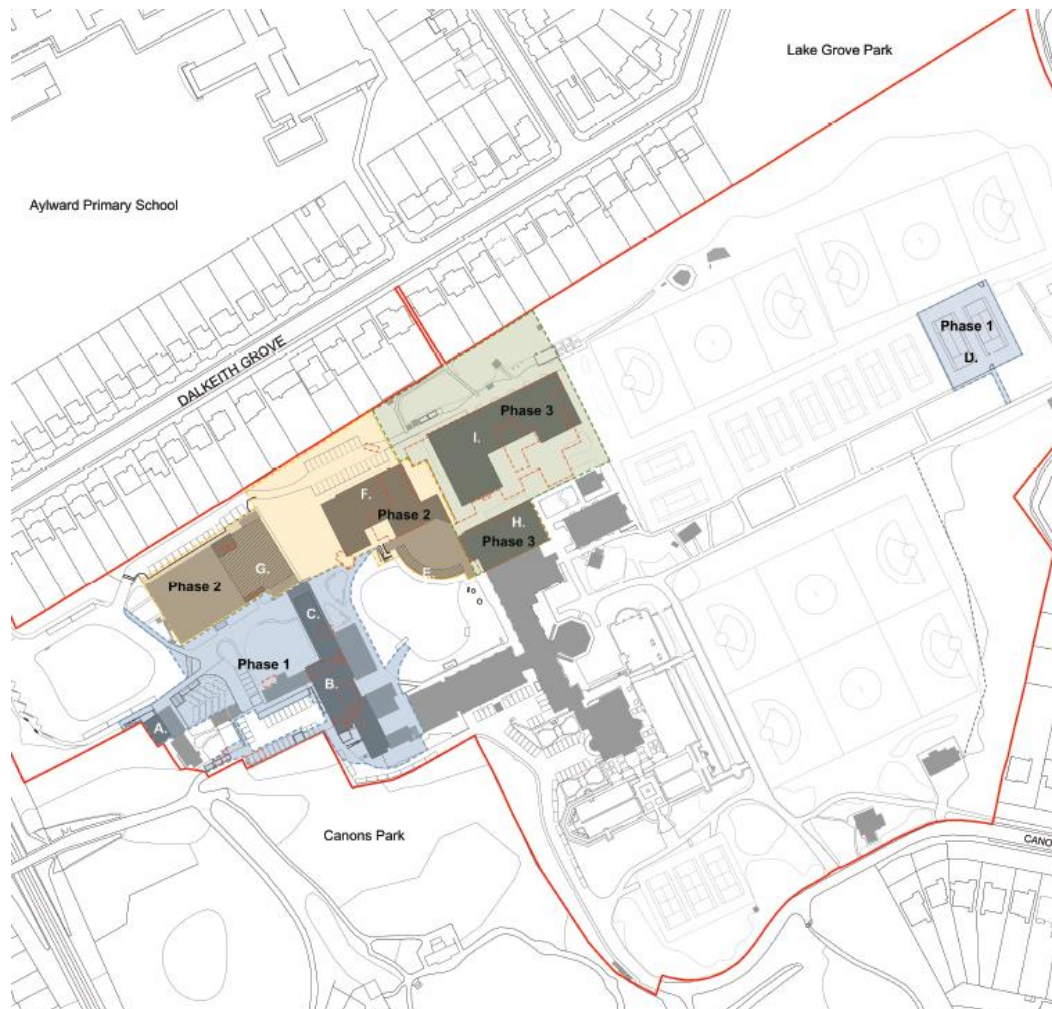 Lake Grove Park
Aylward Primary School
DALKEITH GROVE
Phase 1
D.
Phase 3
I.
F.
Phase 2
H.
Phase 3
E.
G.
Phase 2
C.
Phase 1
B.
A.
Canons Park
CANO